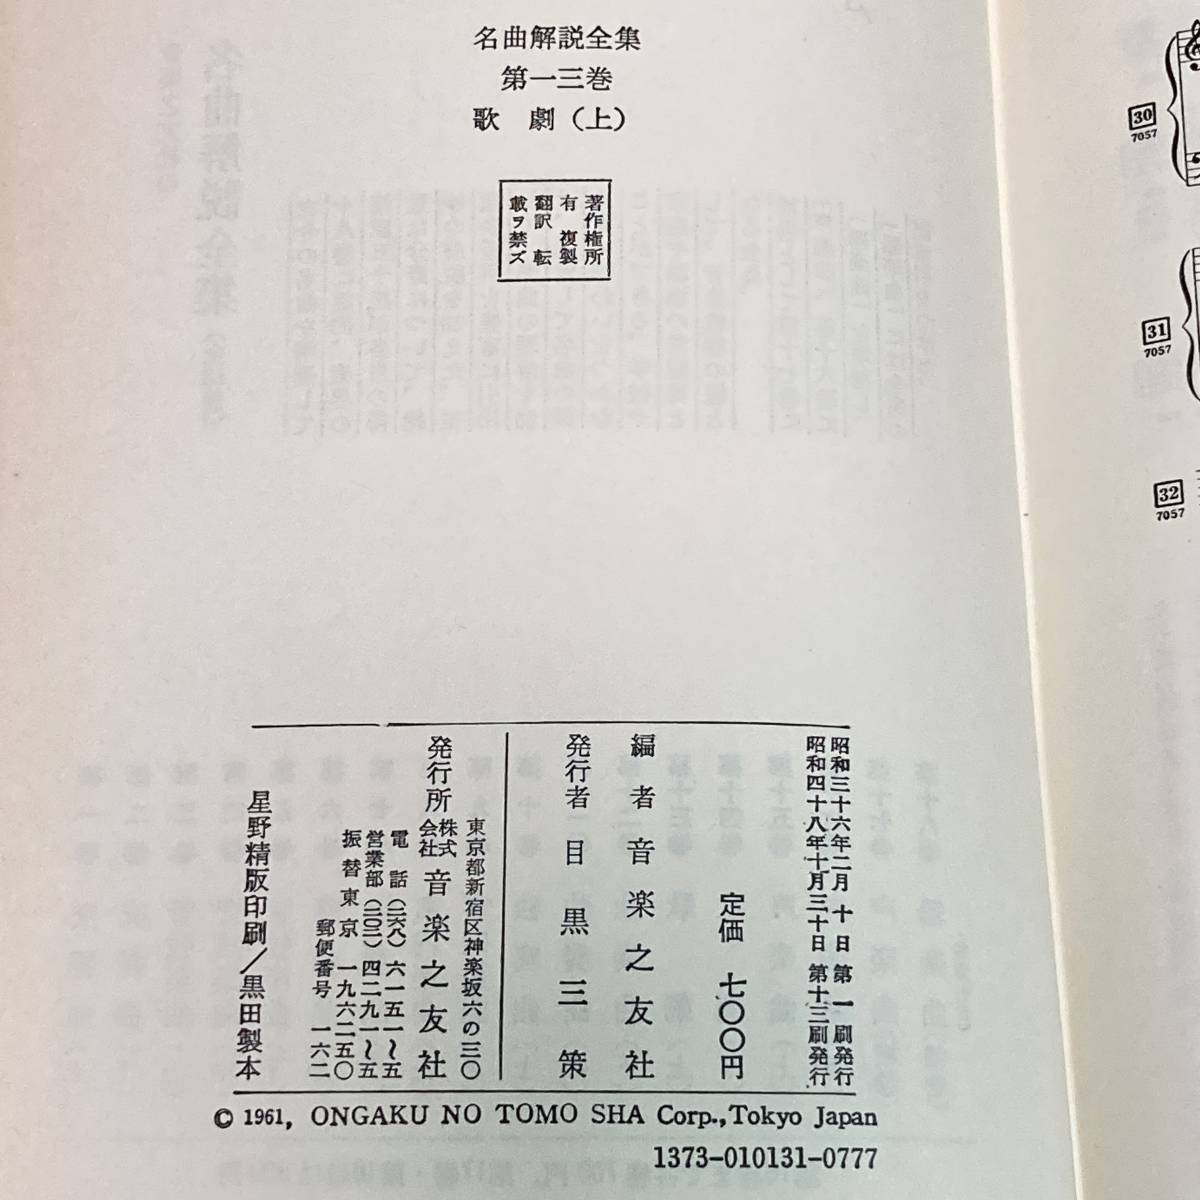 名曲解説全集
第一三巻
歌劇(上)
著作権所
有複製
翻訳転
載ヲ禁ズ
昭和三十六年二月十日第一刷発行
昭和四十八年十月三十日第十三刷発行
定価七〇〇円
編者音楽之友社
発行者目黒三策
東京都新宿区神楽坂六の三〇
発行所株式会社音楽之友社
電話(二六八)六一五一〜五
営業部(二〇三)四二九一〜五
振替東京一九六二五〇
郵便番号一六二
星野精版印刷/黒田製本
© 1961, ONGAKU NO TOMO SHA Corp., Tokyo Japan
1373-010131-0777
30
7057
31
7057
32
7057